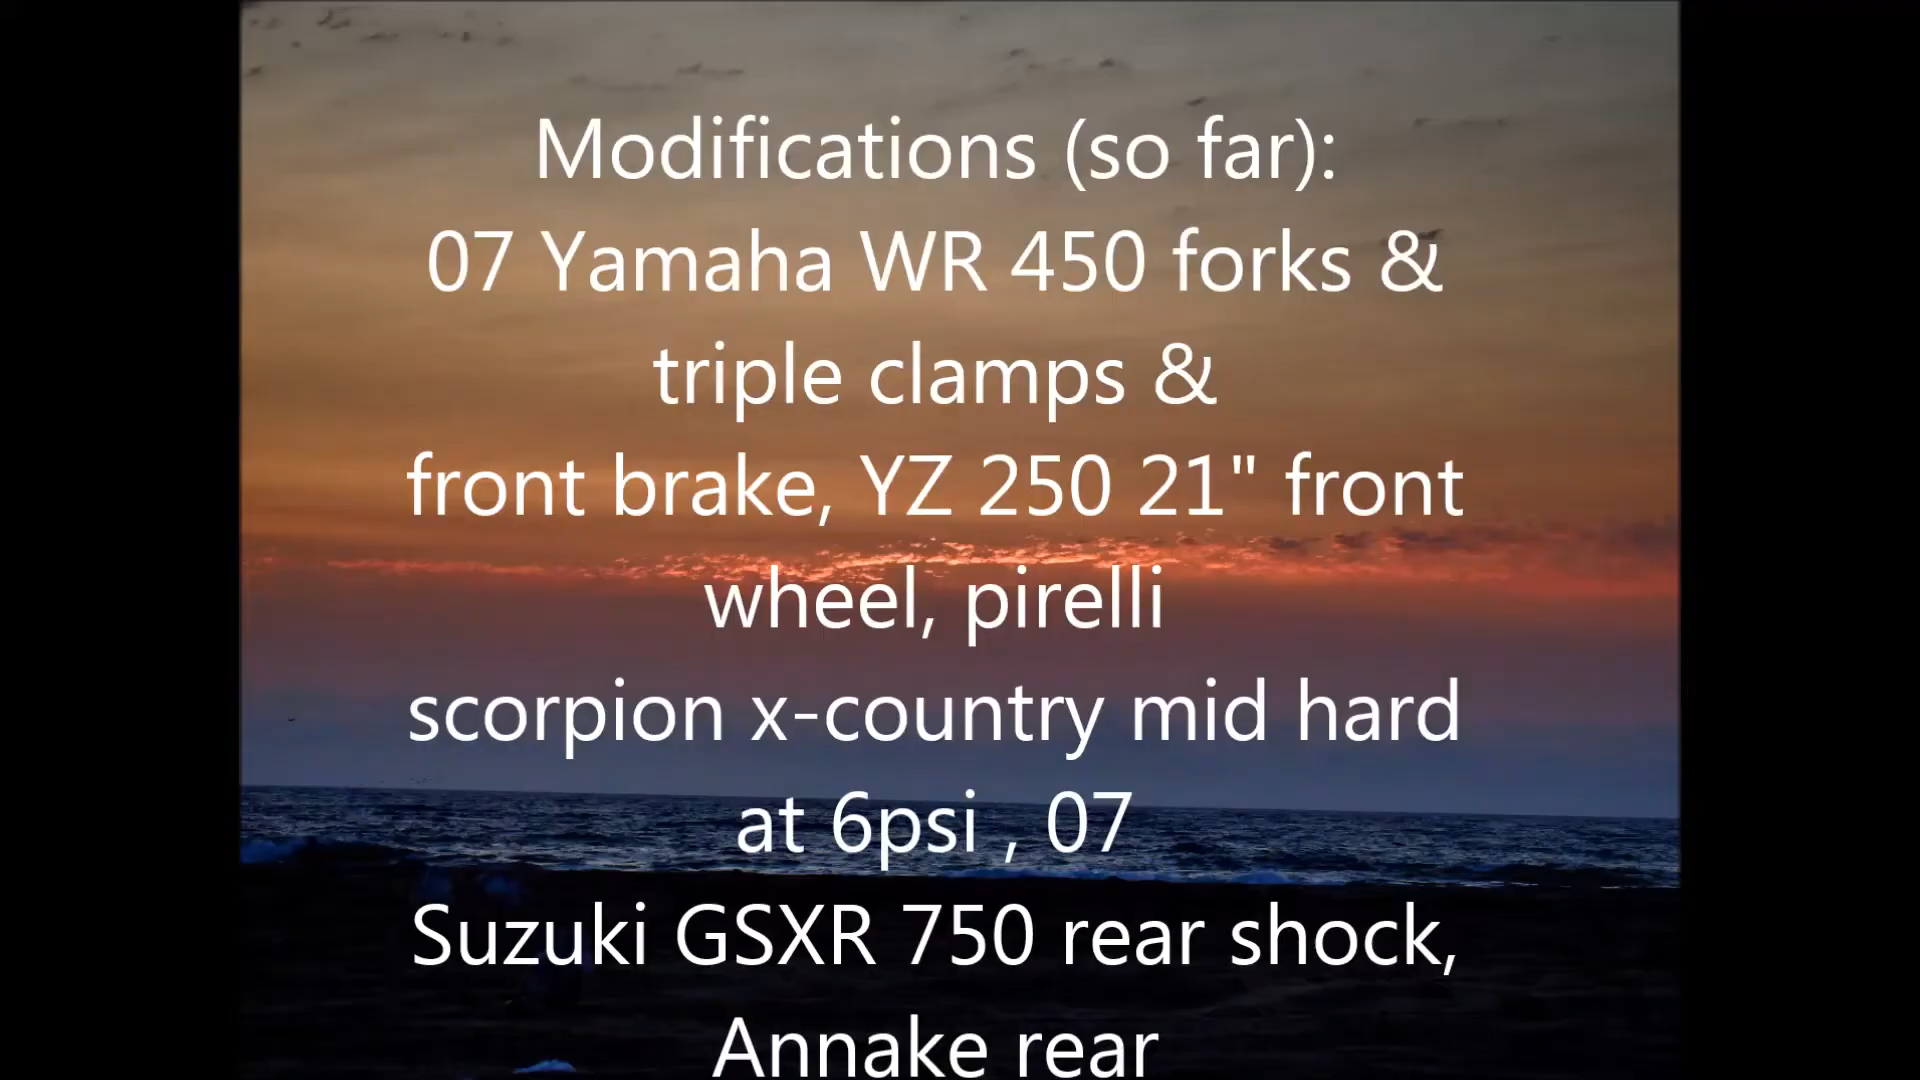 Modifications (so far):
07 Yamaha WR 450 forks &
triple clamps &
front brake, YZ 250 21" front
wheel, pirelli
scorpion x-country mid hard
at 6psi , 07
Suzuki GSXR 750 rear shock,
Annake rear